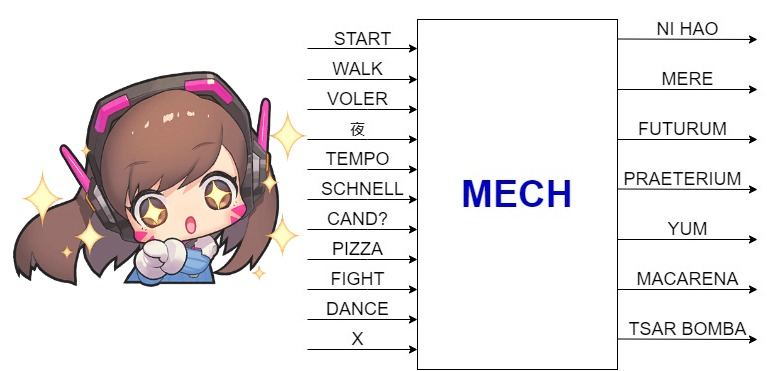 START
WALK
VOLER
夜
TEMPO
SCHNELL
CAND?
PIZZA
FIGHT
DANCE
X
MECH
NI HAO
MERE
FUTURUM
PRAETERIUM
YUM
MACARENA
TSAR BOMBA